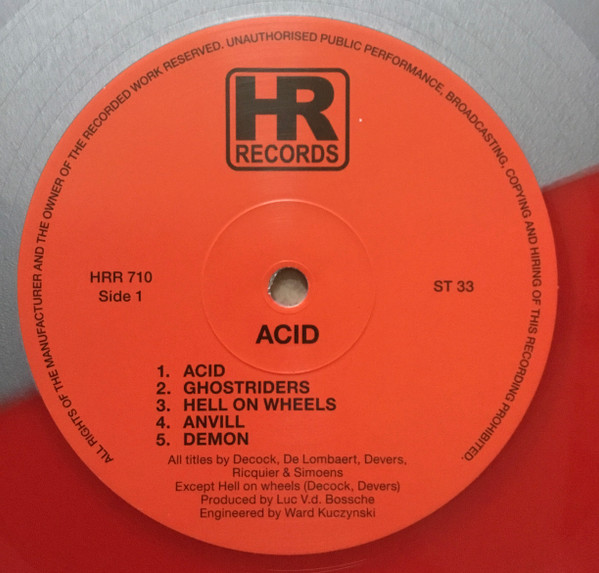 ALL RIGHTS OF THE MANUFACTURER AND THE OWNER OF THE RECORDED WORK RESERVED. UNAUTHORISED PUBLIC PERFORMANCE, BROADCASTING, COPYING AND HIRING OF THIS RECORDING PROHIBITED.
HR
RECORDS
HRR 710
Side 1
ST 33
ACID
1. ACID
2. GHOSTRIDERS
3. HELL ON WHEELS
4. ANVILL
5. DEMON
All titles by Decock, De Lombaert, Devers,
Ricquier & Simoens
Except Hell on wheels (Decock, Devers)
Produced by Luc V.d. Bossche
Engineered by Ward Kuczynski